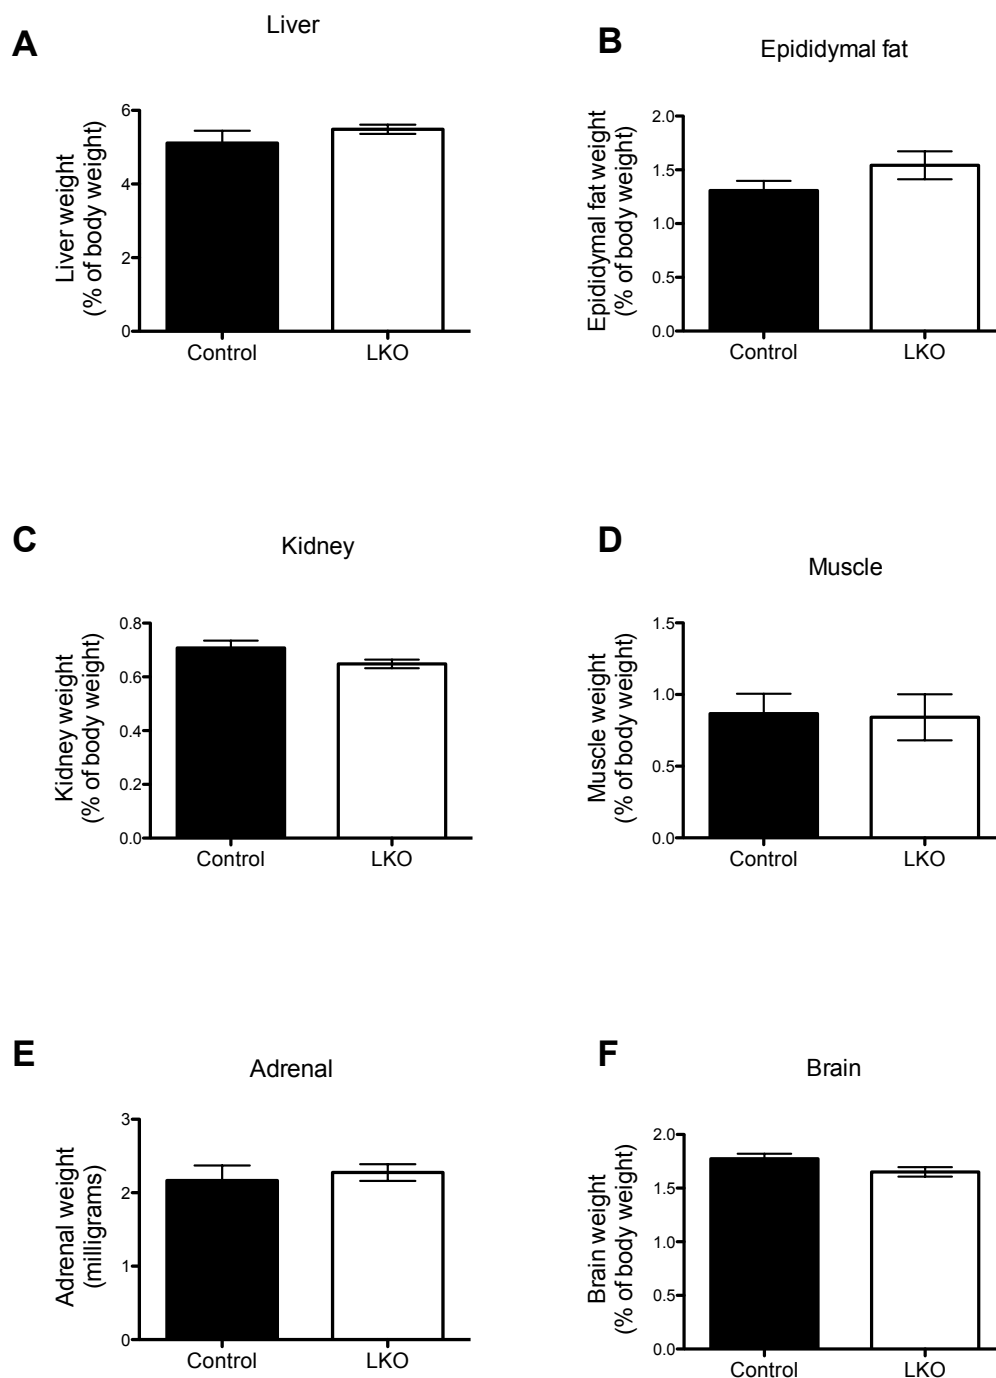 A
Liver
Liver weight
(% of body weight)
6
4
2
0
Control
LKO
B
Epididymal fat
Epididymal fat weight
(% of body weight)
2.0
1.5
1.0
0.5
0.0
Control
LKO
C
Kidney
Kidney weight
(% of body weight)
0.8
0.6
0.4
0.2
0.0
Control
LKO
D
Muscle
Muscle weight
(% of body weight)
1.5
1.0
0.5
0.0
Control
LKO
E
Adrenal
Adrenal weight
(milligrams)
3
2
1
0
Control
LKO
F
Brain
Brain weight
(% of body weight)
2.0
1.5
1.0
0.5
0.0
Control
LKO